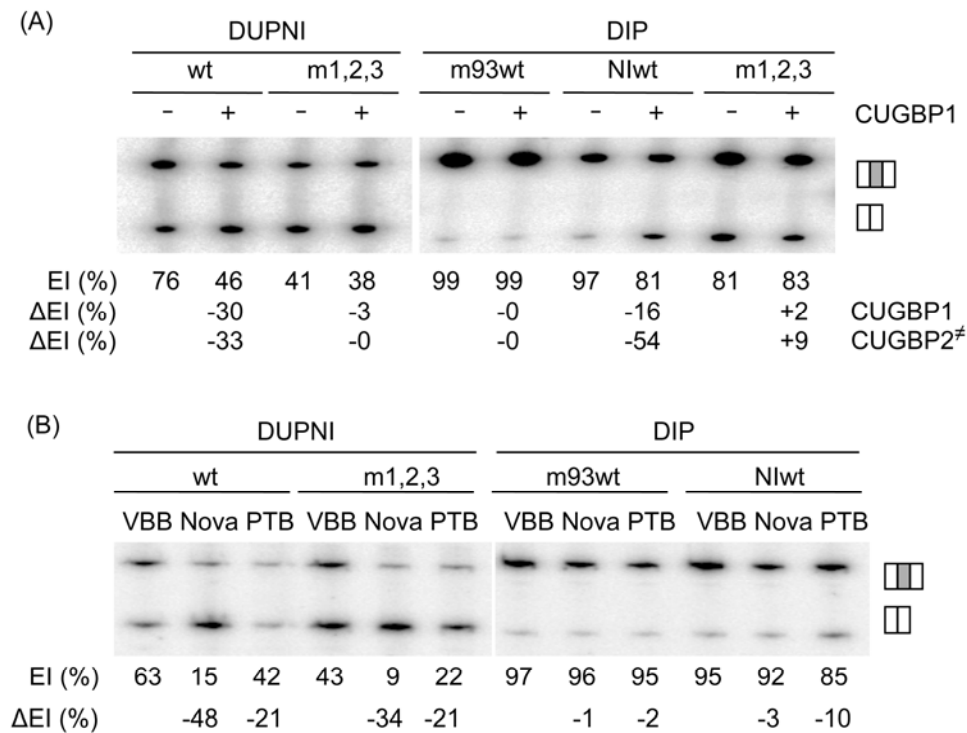 (A)
DUPNI DIP
wt m1,2,3 m93wt NIwt m1,2,3
– + – + – + – + – + CUGBP1
EI (%) 76 46 41 38 99 99 97 81 81 83
ΔEI (%) -30 -3 -0 -16 +2 CUGBP1
ΔEI (%) -33 -0 -0 -54 +9 CUGBP2≠
(B)
DUPNI DIP
wt m1,2,3 m93wt NIwt
VBB Nova PTB VBB Nova PTB VBB Nova PTB VBB Nova PTB
EI (%) 63 15 42 43 9 22 97 96 95 95 92 85
ΔEI (%) -48 -21 -34 -21 -1 -2 -3 -10